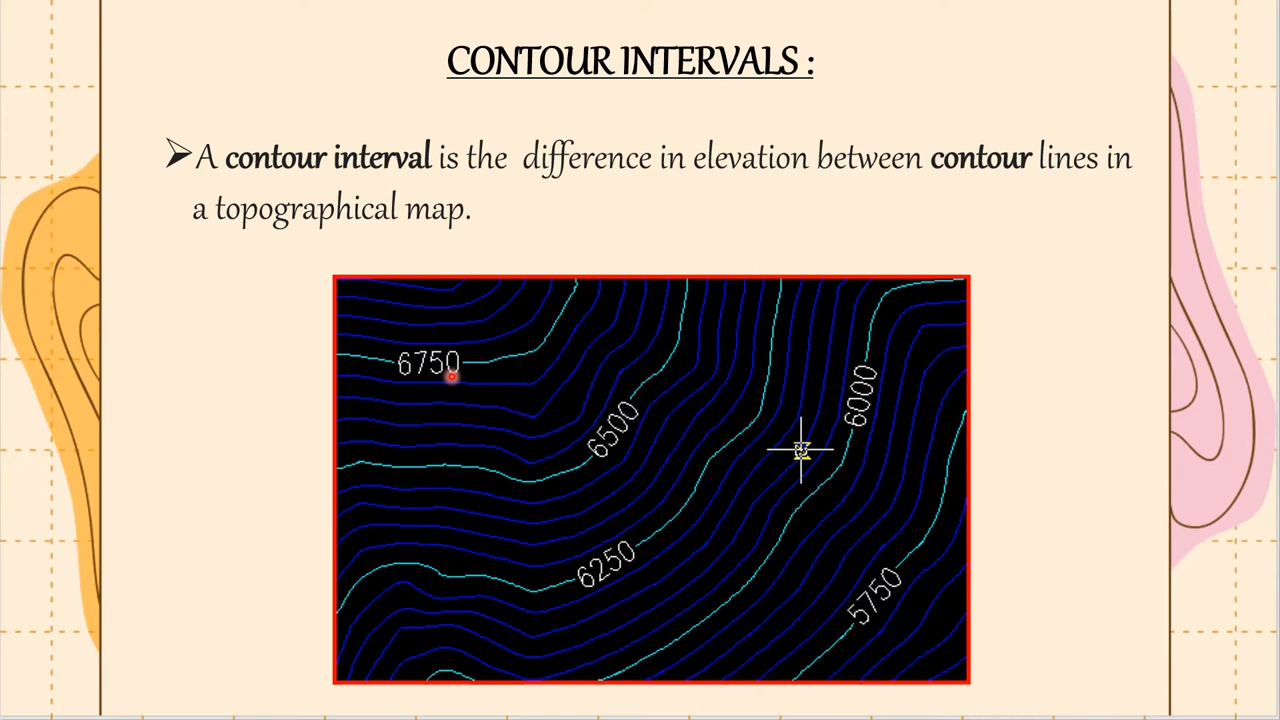 CONTOUR INTERVALS :
➢A contour interval is the difference in elevation between contour lines in
a topographical map.
6750
6500
6000
6250
5750